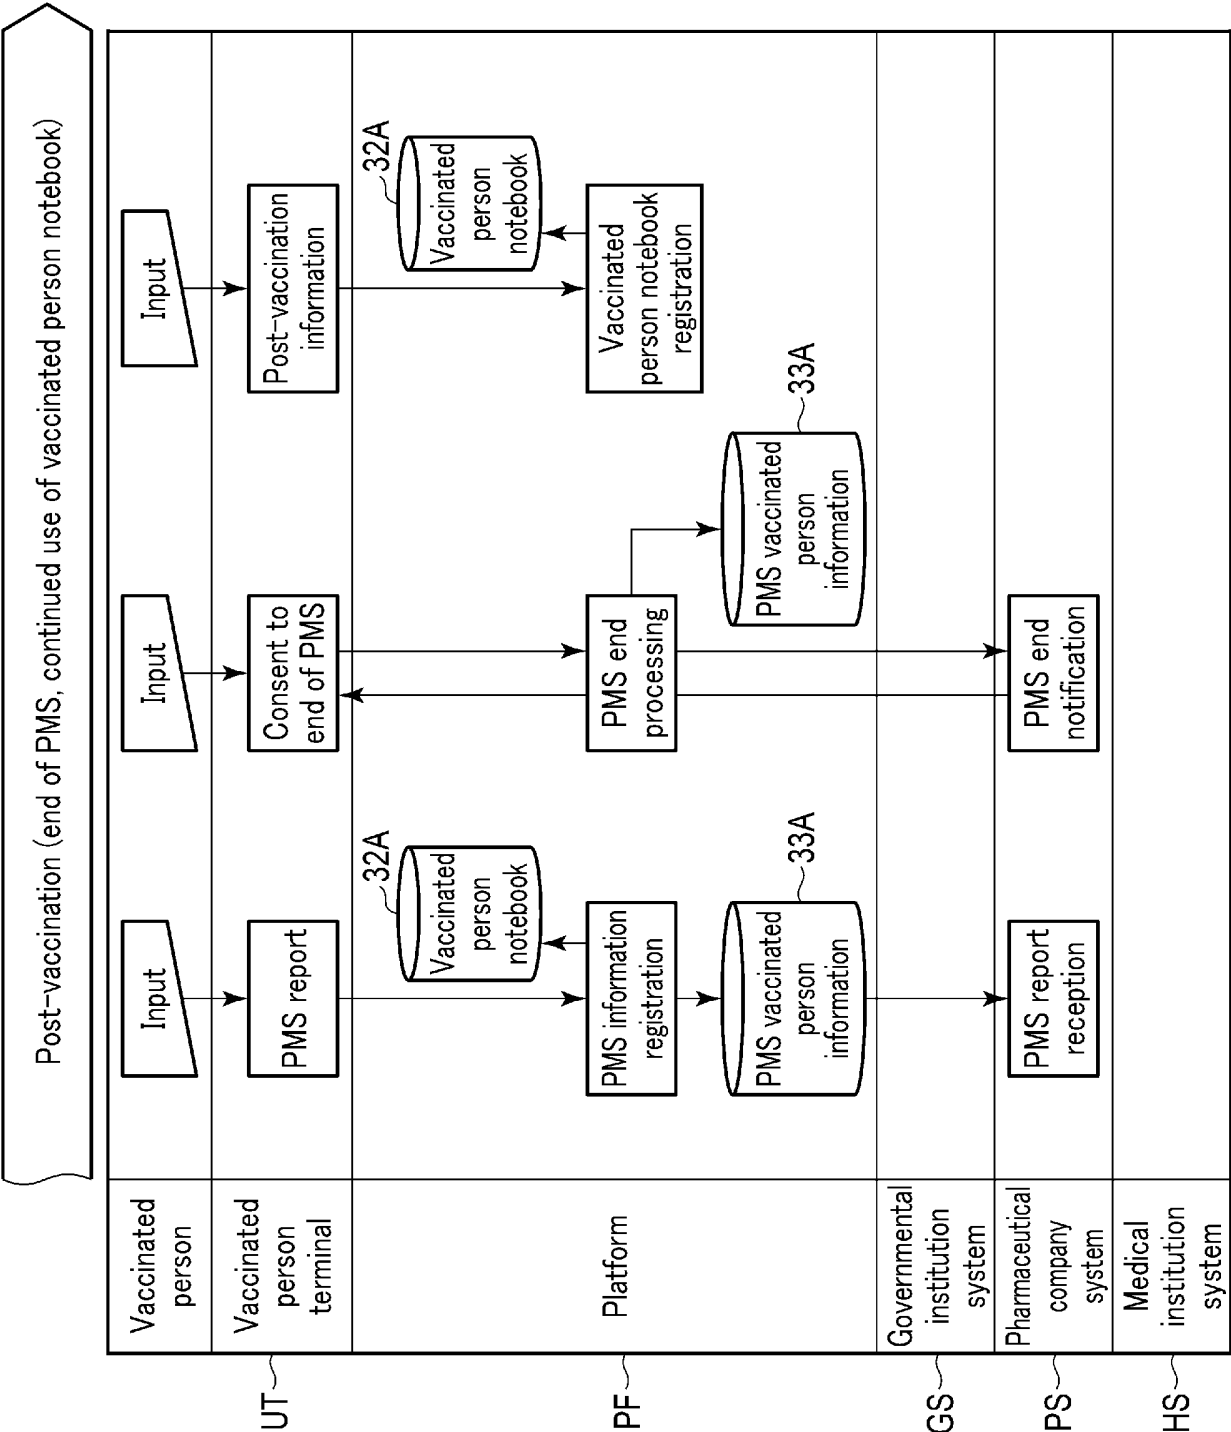 Post-vaccination (end of PMS, continued use of vaccinated person notebook)
Vaccinated
person
Input
Input
Input
UT
Vaccinated
person
terminal
PMS report
Consent to
end of PMS
Post-vaccination
information
PF
Platform
32A
Vaccinated
person
notebook
32A
Vaccinated
person
notebook
PMS information
registration
PMS end
processing
Vaccinated
person notebook
registration
33A
PMS vaccinated
person
information
33A
PMS vaccinated
person
information
GS
Governmental
institution
system
PS
Pharmaceutical
company
system
PMS report
reception
PMS end
notification
HS
Medical
institution
system